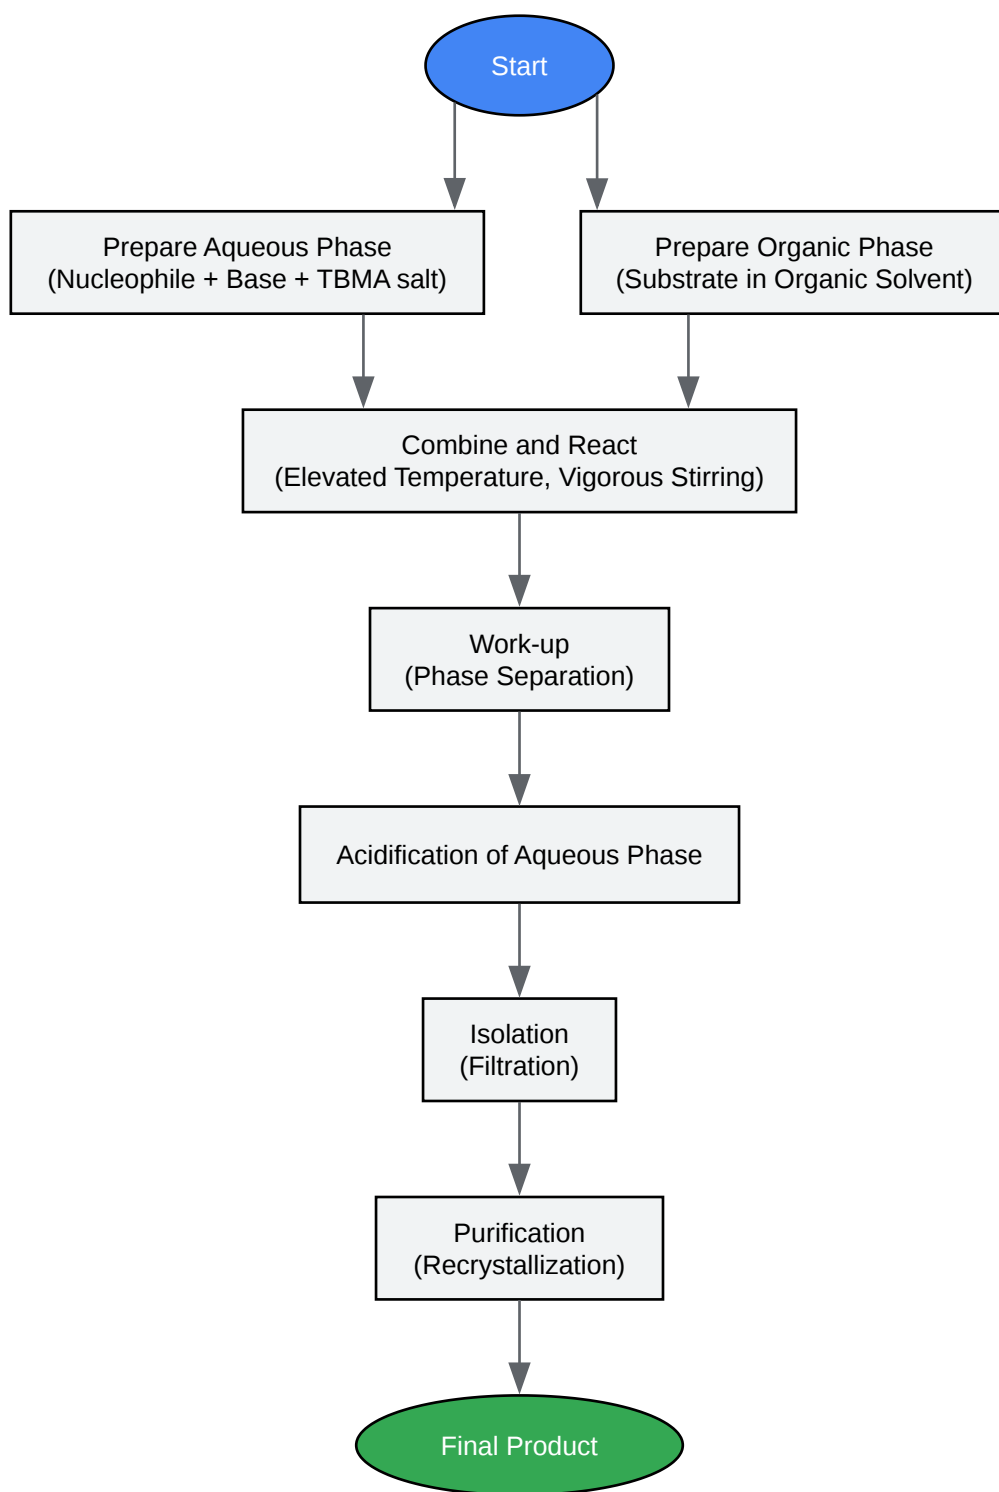 Start
Prepare Aqueous Phase
(Nucleophile + Base + TBMA salt)
Prepare Organic Phase
(Substrate in Organic Solvent)
Combine and React
(Elevated Temperature, Vigorous Stirring)
Work-up
(Phase Separation)
Acidification of Aqueous Phase
Isolation
(Filtration)
Purification
(Recrystallization)
Final Product